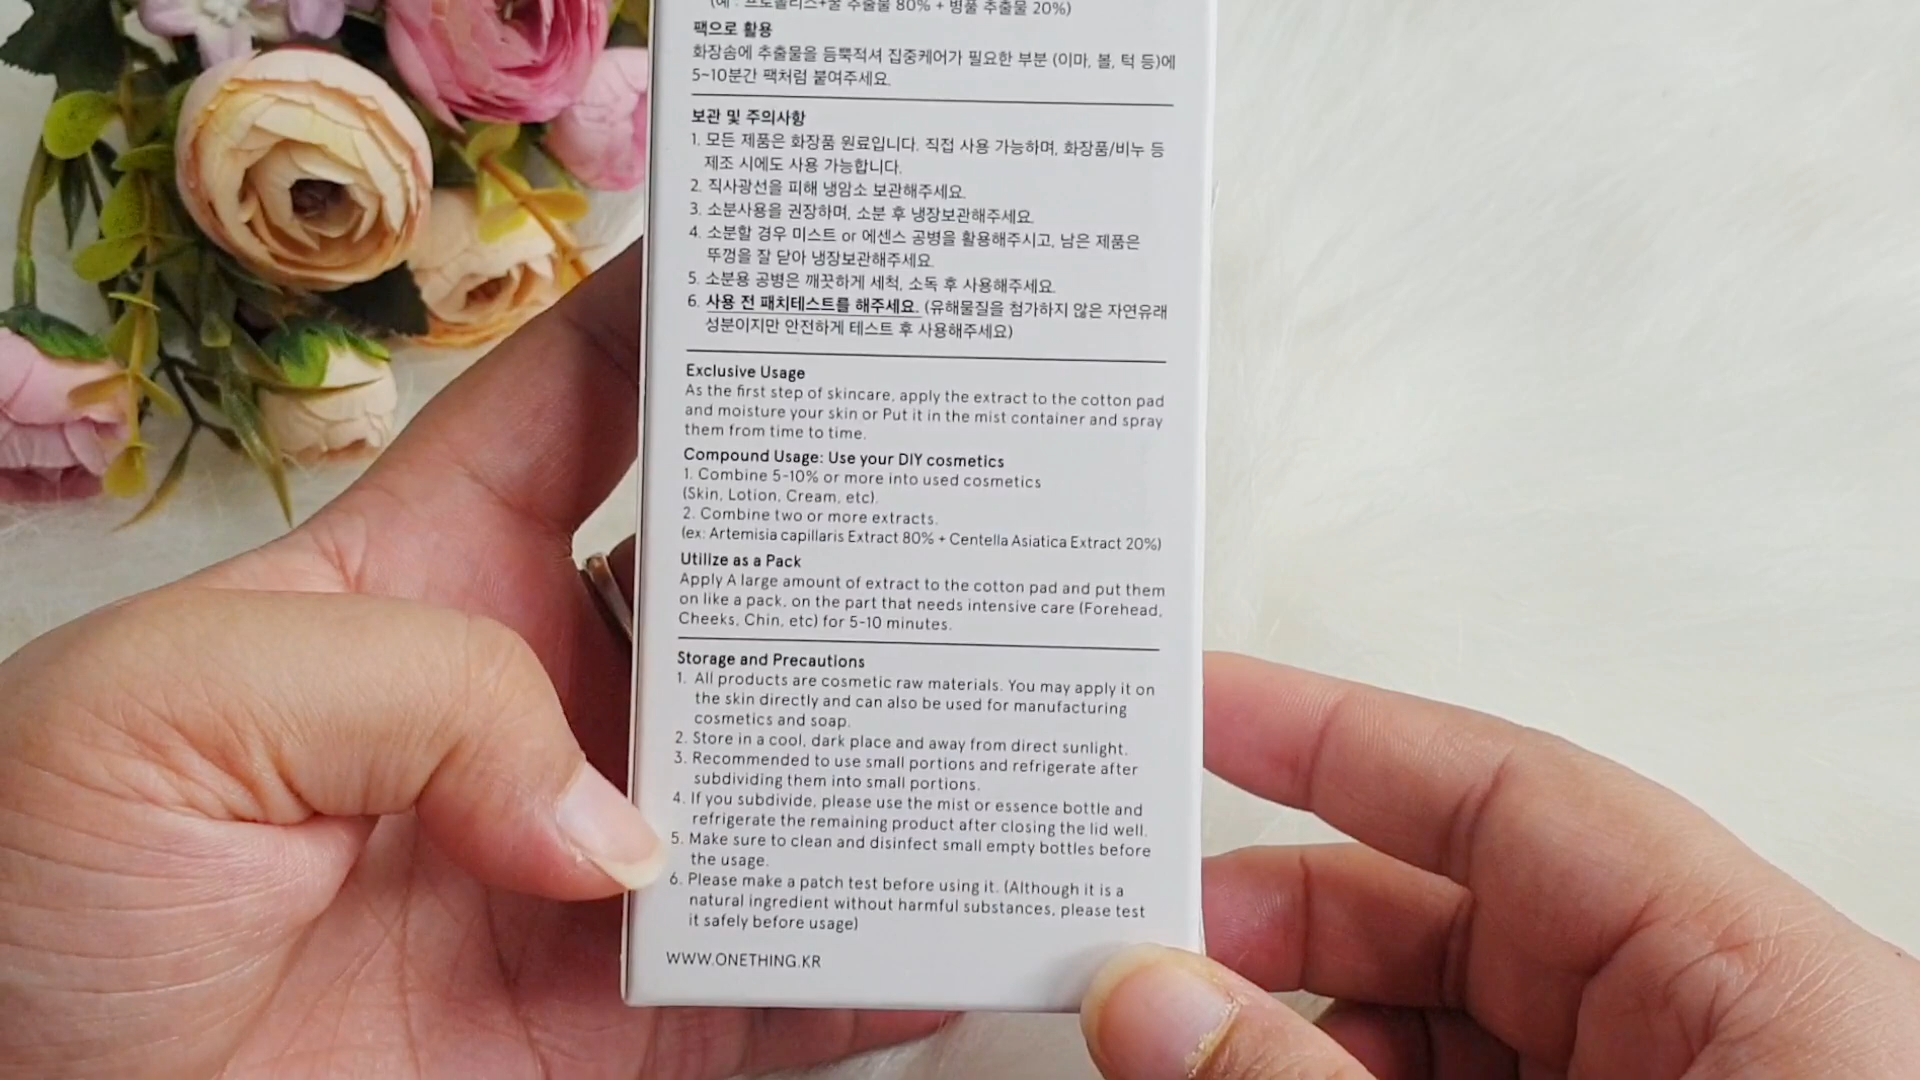 (예 : 프로폴리스+꿀 추출물 80% + 병풀 추출물 20%)
팩으로 활용
화장솜에 추출물을 듬뿍적셔 집중케어가 필요한 부분 (이마, 볼, 턱 등)에
5~10분간 팩처럼 붙여주세요.
보관 및 주의사항
1. 모든 제품은 화장품 원료입니다. 직접 사용 가능하며, 화장품/비누 등
제조 시에도 사용 가능합니다.
2. 직사광선을 피해 냉암소 보관해주세요.
3. 소분사용을 권장하며, 소분 후 냉장보관해주세요.
4. 소분할 경우 미스트 or 에센스 공병을 활용해주시고, 남은 제품은
뚜껑을 잘 닫아 냉장보관해주세요.
5. 소분용 공병은 깨끗하게 세척, 소독 후 사용해주세요.
6. 사용 전 패치테스트를 해주세요. (유해물질을 첨가하지 않은 자연유래
성분이지만 안전하게 테스트 후 사용해주세요)
Exclusive Usage
As the first step of skincare, apply the extract to the cotton pad
and moisture your skin or Put it in the mist container and spray
them from time to time.
Compound Usage: Use your DIY cosmetics
1. Combine 5-10% or more into used cosmetics
(Skin, Lotion, Cream, etc).
2. Combine two or more extracts.
(ex: Artemisia capillaris Extract 80% + Centella Asiatica Extract 20%)
Utilize as a Pack
Apply A large amount of extract to the cotton pad and put them
on like a pack, on the part that needs intensive care (Forehead,
Cheeks, Chin, etc) for 5-10 minutes.
Storage and Precautions
1. All products are cosmetic raw materials. You may apply it on
the skin directly and can also be used for manufacturing
cosmetics and soap.
2. Store in a cool, dark place and away from direct sunlight.
3. Recommended to use small portions and refrigerate after
subdividing them into small portions.
4. If you subdivide, please use the mist or essence bottle and
refrigerate the remaining product after closing the lid well.
5. Make sure to clean and disinfect small empty bottles before
the usage.
6. Please make a patch test before using it. (Although it is a
natural ingredient without harmful substances, please test
it safely before usage)
WWW.ONETHING.KR